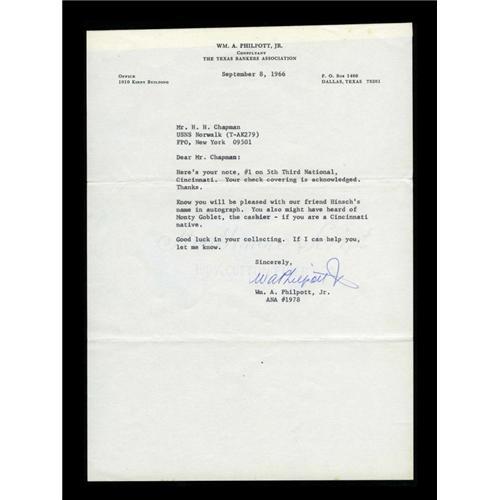 WM. A. PHILPOTT, JR.
CONSULTANT
THE TEXAS BANKERS ASSOCIATION
OFFICE
1010 KIRBY BUILDING
September 8, 1966
P. O. BOX 1486
DALLAS, TEXAS 75201
Mr. H. H. Chapman
USNS Norwalk (T-AK279)
FPO, New York 09501
Dear Mr. Chapman:
Here's your note, #1 on 5th Third National,
Cincinnati. Your check covering is acknowledged.
Thanks.
Know you will be pleased with our friend Hinsch's
name in autograph. You also might have heard of
Monty Goblet, the cashier - if you are a Cincinnati
native.
Good luck in your collecting. If I can help you,
let me know.
Sincerely,
WAPhilpott Jr
Wm. A. Philpott, Jr.
ANA #1978